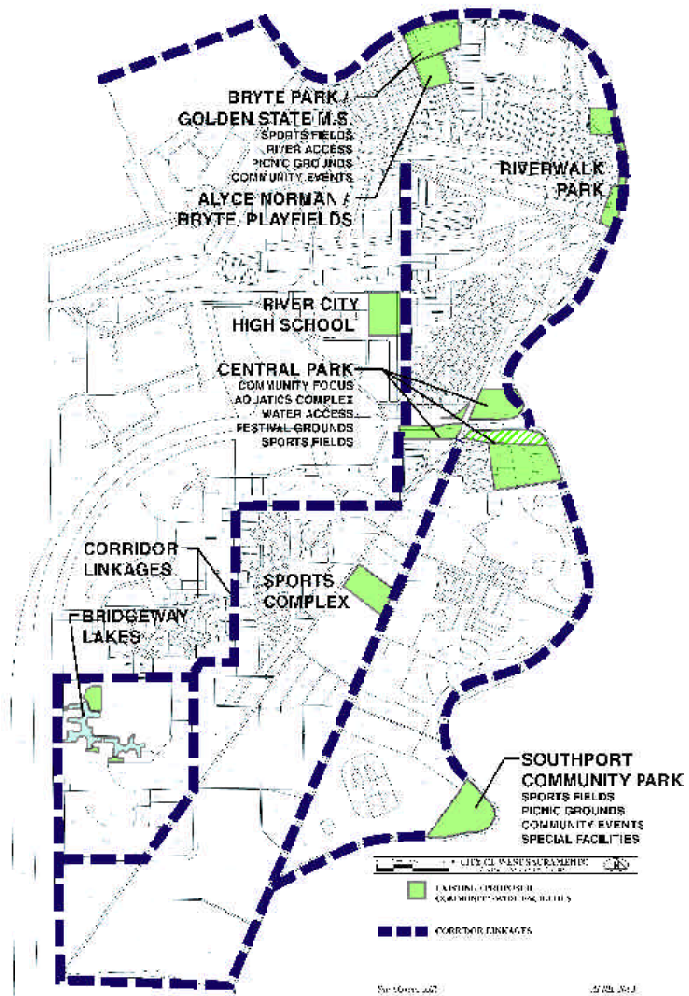 BRYTE PARK /
GOLDEN STATE M.S.
SPORTS FIELDS
RIVER ACCESS
PICNIC GROUNDS
COMMUNITY EVENTS
ALYCE NORMAN /
BRYTE PLAYFIELDS
RIVERWALK
PARK
RIVER CITY
HIGH SCHOOL
CENTRAL PARK
COMMUNITY FOCUS
AQUATICS COMPLEX
WATER ACCESS
FESTIVAL GROUNDS
SPORTS FIELDS
CORRIDOR
LINKAGES
SPORTS
COMPLEX
BRIDGEWAY
LAKES
SOUTHPORT
COMMUNITY PARK
SPORTS FIELDS
PICNIC GROUNDS
COMMUNITY EVENTS
SPECIAL FACILITIES
CITY OF WEST SACRAMENTO
EXISTING / PROPOSED
CORRIDOR LINKAGES